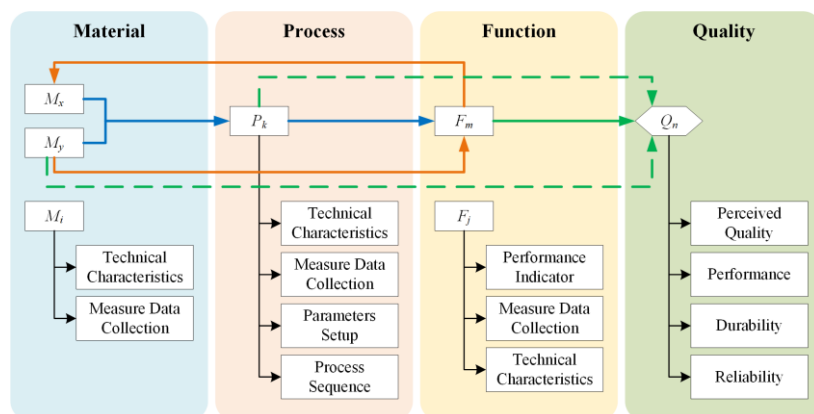 Material
Process
Function
Quality
Mx
My
Pk
Fm
Qn
Mi
Technical
Characteristics
Measure Data
Collection
Technical
Characteristics
Measure Data
Collection
Parameters
Setup
Process
Sequence
Fj
Performance
Indicator
Measure Data
Collection
Technical
Characteristics
Perceived
Quality
Performance
Durability
Reliability